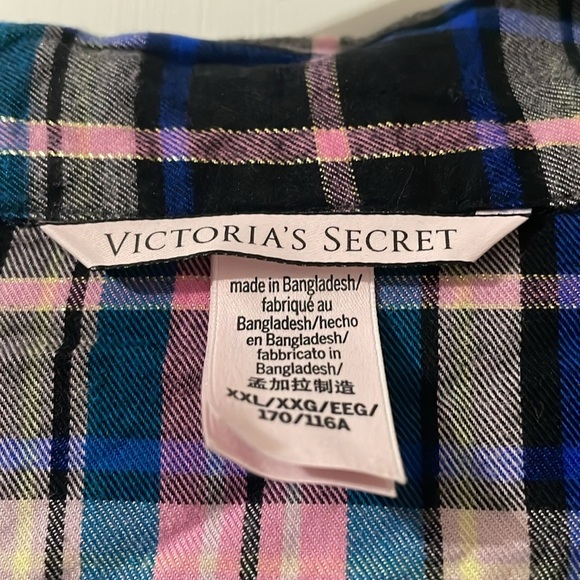 VICTORIA'S SECRET
made in Bangladesh/
fabriqué au
Bangladesh/hecho
en Bangladesh/
fabbricato in
Bangladesh/
孟加拉制造
XXL/XXG/EEG/
170/116A